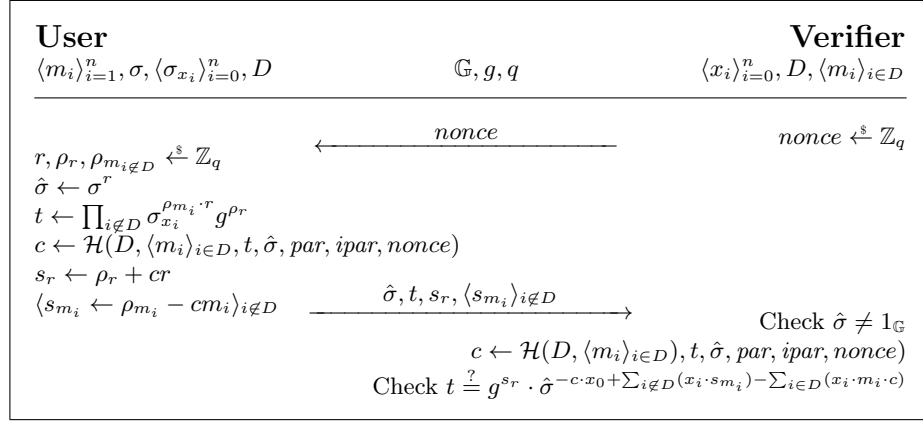 User Verifier
⟨m_i⟩_{i=1}^n, σ, ⟨σ_{x_i}⟩_{i=0}^n, D 𝔾, g, q ⟨x_i⟩_{i=0}^n, D, ⟨m_i⟩_{i∈D}
nonce nonce ←$ ℤ_q
r, ρ_r, ρ_{m_{i∉D}} ←$ ℤ_q
σ̂ ← σ^r
t ← ∏_{i∉D} σ_{x_i}^{ρ_{m_i}·r} g^{ρ_r}
c ← ℋ(D, ⟨m_i⟩_{i∈D}, t, σ̂, par, ipar, nonce)
s_r ← ρ_r + cr
⟨s_{m_i} ← ρ_{m_i} − cm_i⟩_{i∉D} σ̂, t, s_r, ⟨s_{m_i}⟩_{i∉D}
Check σ̂ ≠ 1_𝔾
c ← ℋ(D, ⟨m_i⟩_{i∈D}), t, σ̂, par, ipar, nonce)
Check t ≟ g^{s_r} · σ̂^{−c·x_0+∑_{i∉D}(x_i·s_{m_i})−∑_{i∈D}(x_i·m_i·c)}